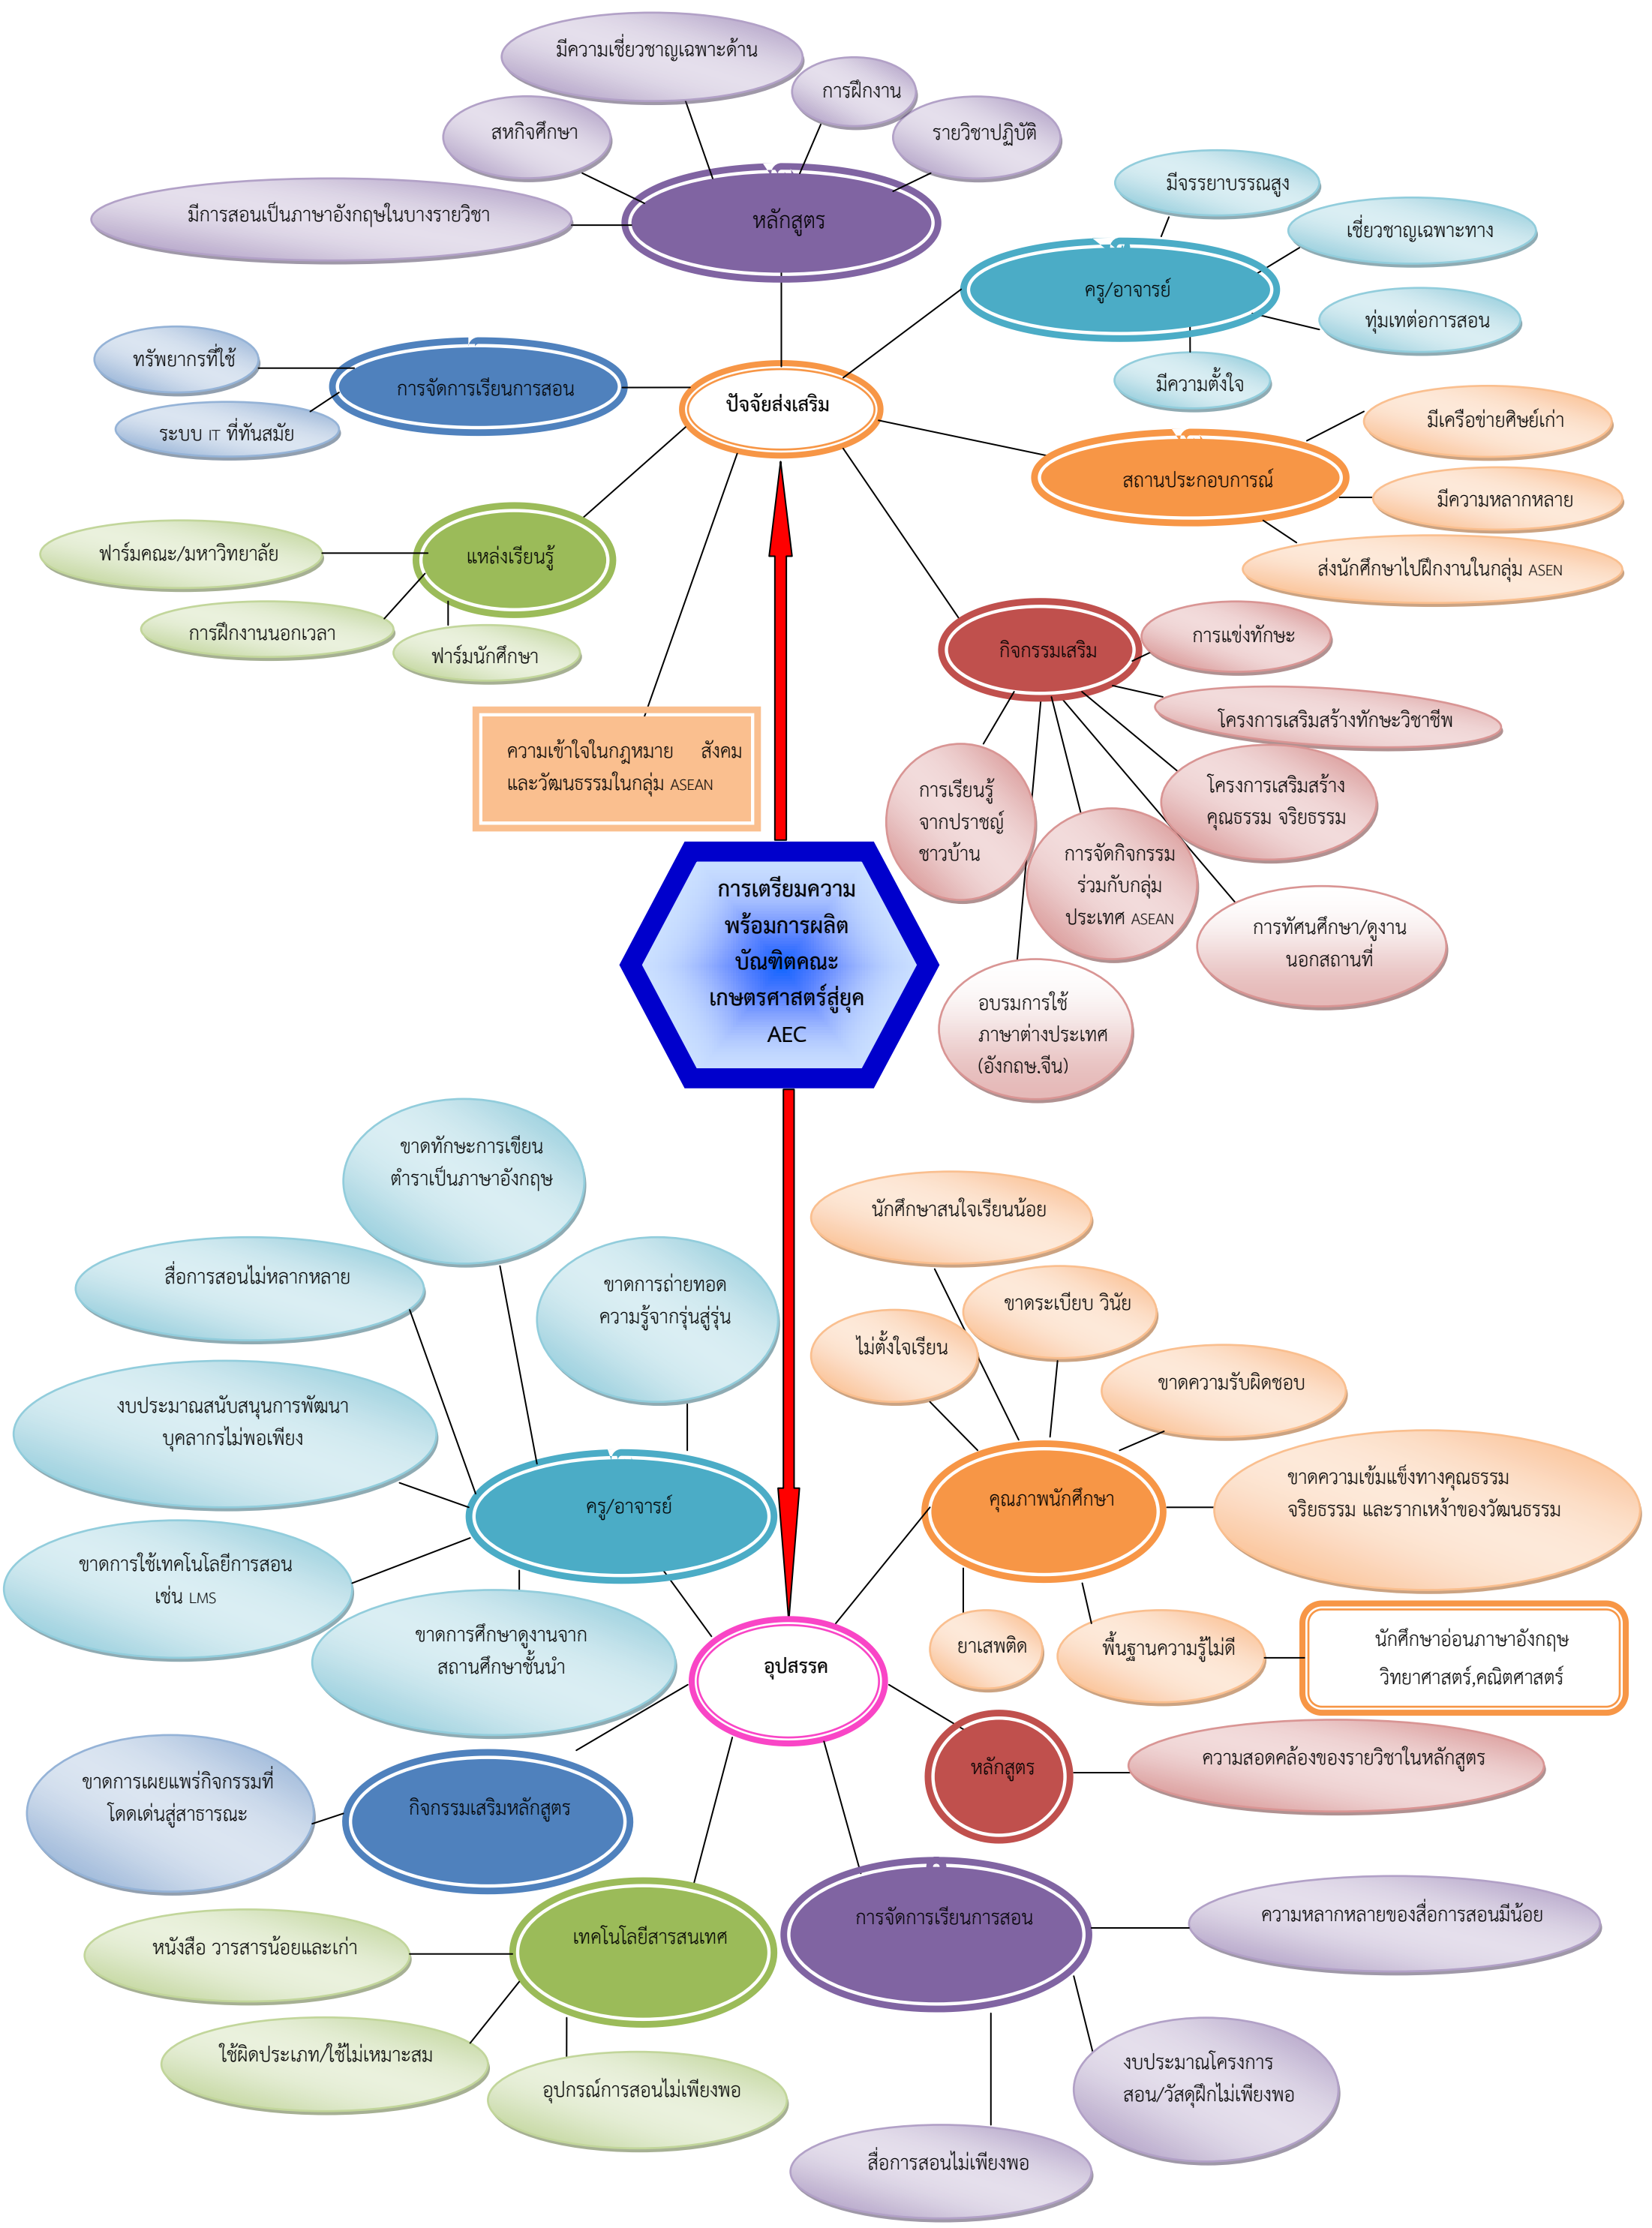 มีความเชี่ยวชาญเฉพาะด้าน
การฝึกงาน
สหกิจศึกษา
รายวิชาปฏิบัติ
มีการสอนเป็นภาษาอังกฤษในบางรายวิชา
หลักสูตร
มีจรรยาบรรณสูง
เชี่ยวชาญเฉพาะทาง
ครู/อาจารย์
ทุ่มเทต่อการสอน
มีความตั้งใจ
ทรัพยากรที่ใช้
การจัดการเรียนการสอน
ระบบ IT ที่ทันสมัย
ปัจจัยส่งเสริม
มีเครือข่ายศิษย์เก่า
สถานประกอบการณ์
มีความหลากหลาย
ส่งนักศึกษาไปฝึกงานในกลุ่ม ASEN
ฟาร์มคณะ/มหาวิทยาลัย
แหล่งเรียนรู้
การฝึกงานนอกเวลา
ฟาร์มนักศึกษา
กิจกรรมเสริม
การแข่งทักษะ
โครงการเสริมสร้างทักษะวิชาชีพ
โครงการเสริมสร้าง
คุณธรรม จริยธรรม
ความเข้าใจในกฎหมาย สังคม
และวัฒนธรรมในกลุ่ม ASEAN
การเรียนรู้
จากปราชญ์
ชาวบ้าน
การจัดกิจกรรม
ร่วมกับกลุ่ม
ประเทศ ASEAN
การทัศนศึกษา/ดูงาน
นอกสถานที่
อบรมการใช้
ภาษาต่างประเทศ
(อังกฤษ.จีน)
การเตรียมความ
พร้อมการผลิต
บัณฑิตคณะ
เกษตรศาสตร์สู่ยุค
AEC
ขาดทักษะการเขียน
ตำราเป็นภาษาอังกฤษ
สื่อการสอนไม่หลากหลาย
ขาดการถ่ายทอด
ความรู้จากรุ่นสู่รุ่น
งบประมาณสนับสนุนการพัฒนา
บุคลากรไม่พอเพียง
ครู/อาจารย์
ขาดการใช้เทคโนโลยีการสอน
เช่น LMS
ขาดการศึกษาดูงานจาก
สถานศึกษาชั้นนำ
นักศึกษาสนใจเรียนน้อย
ขาดระเบียบ วินัย
ไม่ตั้งใจเรียน
ขาดความรับผิดชอบ
คุณภาพนักศึกษา
ขาดความเข้มแข็งทางคุณธรรม
จริยธรรม และรากเหง้าของวัฒนธรรม
ยาเสพติด
พื้นฐานความรู้ไม่ดี
นักศึกษาอ่อนภาษาอังกฤษ
วิทยาศาสตร์,คณิตศาสตร์
อุปสรรค
หลักสูตร
ความสอดคล้องของรายวิชาในหลักสูตร
ขาดการเผยแพร่กิจกรรมที่
โดดเด่นสู่สาธารณะ
กิจกรรมเสริมหลักสูตร
เทคโนโลยีสารสนเทศ
หนังสือ วารสารน้อยและเก่า
ใช้ผิดประเภท/ใช้ไม่เหมาะสม
อุปกรณ์การสอนไม่เพียงพอ
การจัดการเรียนการสอน
ความหลากหลายของสื่อการสอนมีน้อย
งบประมาณโครงการ
สอน/วัสดุฝึกไม่เพียงพอ
สื่อการสอนไม่เพียงพอ